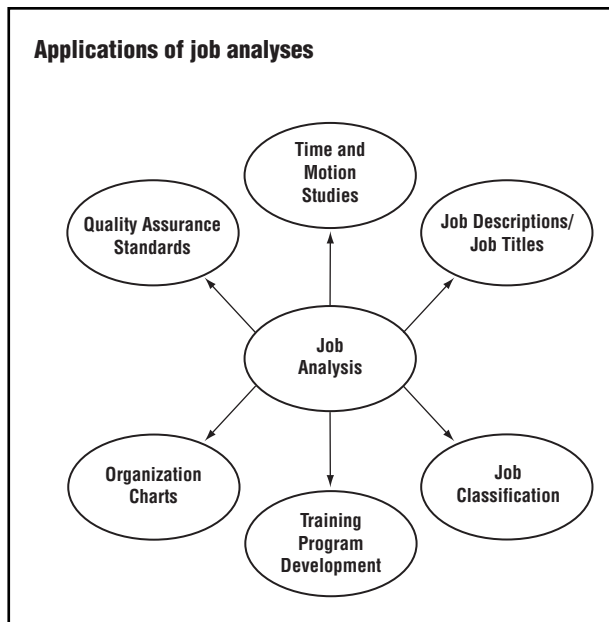 Applications of job analyses
Time and
Motion
Studies
Quality Assurance
Standards
Job Descriptions/
Job Titles
Job
Analysis
Organization
Charts
Job
Classification
Training
Program
Development